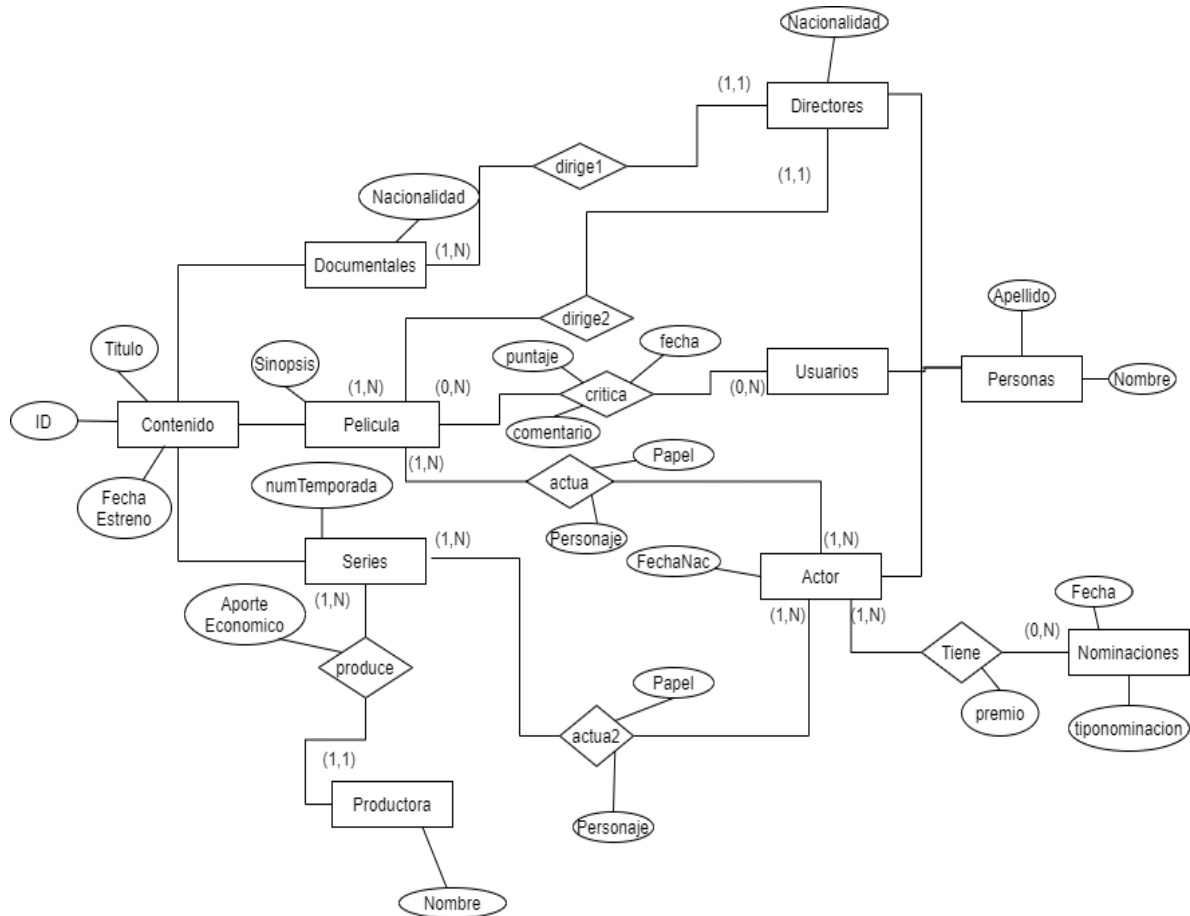 Nacionalidad
(1,1)
Directores
dirige1
(1,1)
Nacionalidad
(1,N)
Documentales
Apellido
dirige2
fecha
Titulo
puntaje
Sinopsis
Usuarios
Personas
Nombre
(1,N)
(0,N)
(0,N)
critica
ID
Contenido
Pelicula
comentario
(1,N)
Papel
numTemporada
actua
Fecha
Estreno
Personaje
(1,N)
(1,N)
Series
FechaNac
Actor
Fecha
(1,N)
Aporte
Economico
(1,N)
(1,N)
(0,N)
Tiene
Nominaciones
produce
Papel
premio
tiponominacion
actua2
(1,1)
Productora
Personaje
Nombre